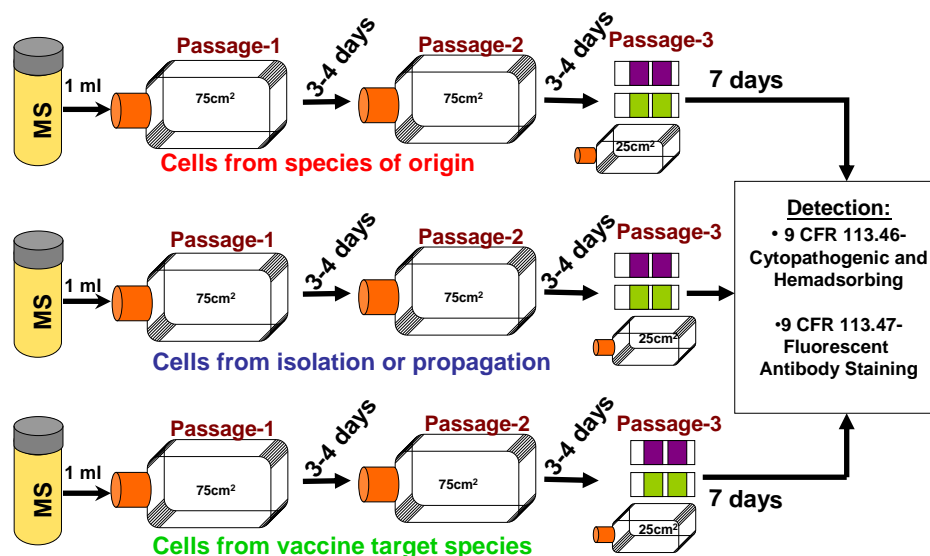 Passage-1
Passage-2
Passage-3
MS
1 ml
75cm²
3-4 days
75cm²
3-4 days
25cm²
7 days
Cells from species of origin
Passage-1
Passage-2
Passage-3
MS
1 ml
75cm²
3-4 days
75cm²
3-4 days
25cm²
Cells from isolation or propagation
Passage-1
Passage-2
Passage-3
MS
1 ml
75cm²
3-4 days
75cm²
3-4 days
25cm²
7 days
Cells from vaccine target species
Detection:
• 9 CFR 113.46-
Cytopathogenic and
Hemadsorbing
•9 CFR 113.47-
Fluorescent
Antibody Staining